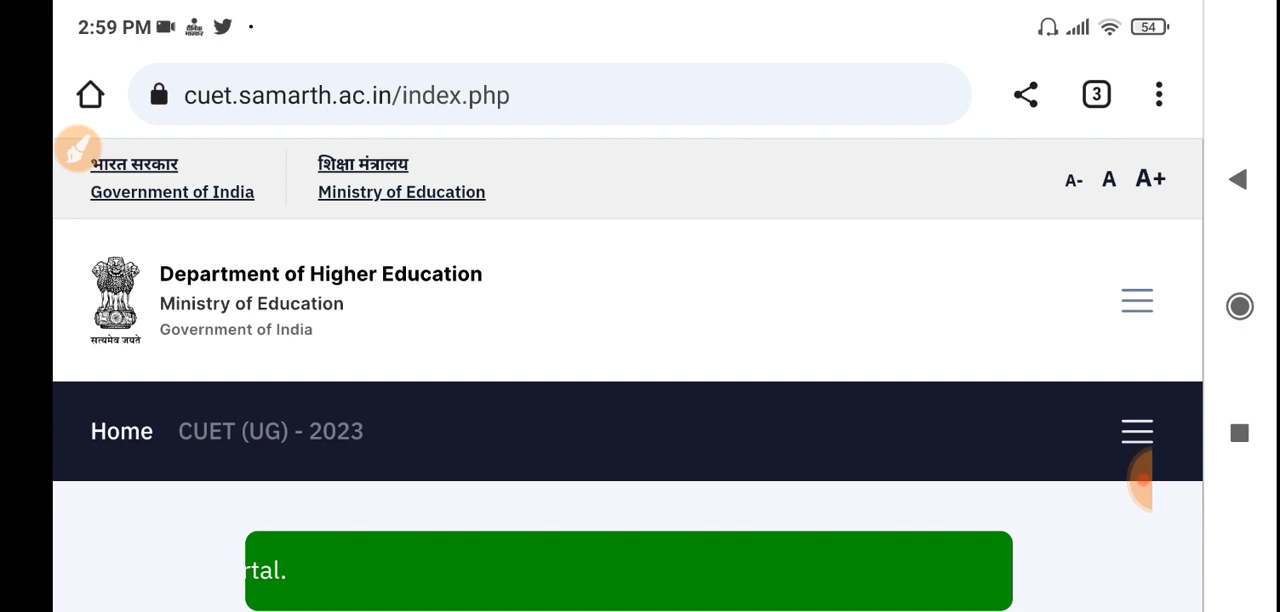 2:59 PM
54
cuet.samarth.ac.in/index.php
3
भारत सरकार
Government of India
शिक्षा मंत्रालय
Ministry of Education
A- A A+
Department of Higher Education
Ministry of Education
Government of India
सत्यमेव जयते
Home CUET (UG) - 2023
rtal.